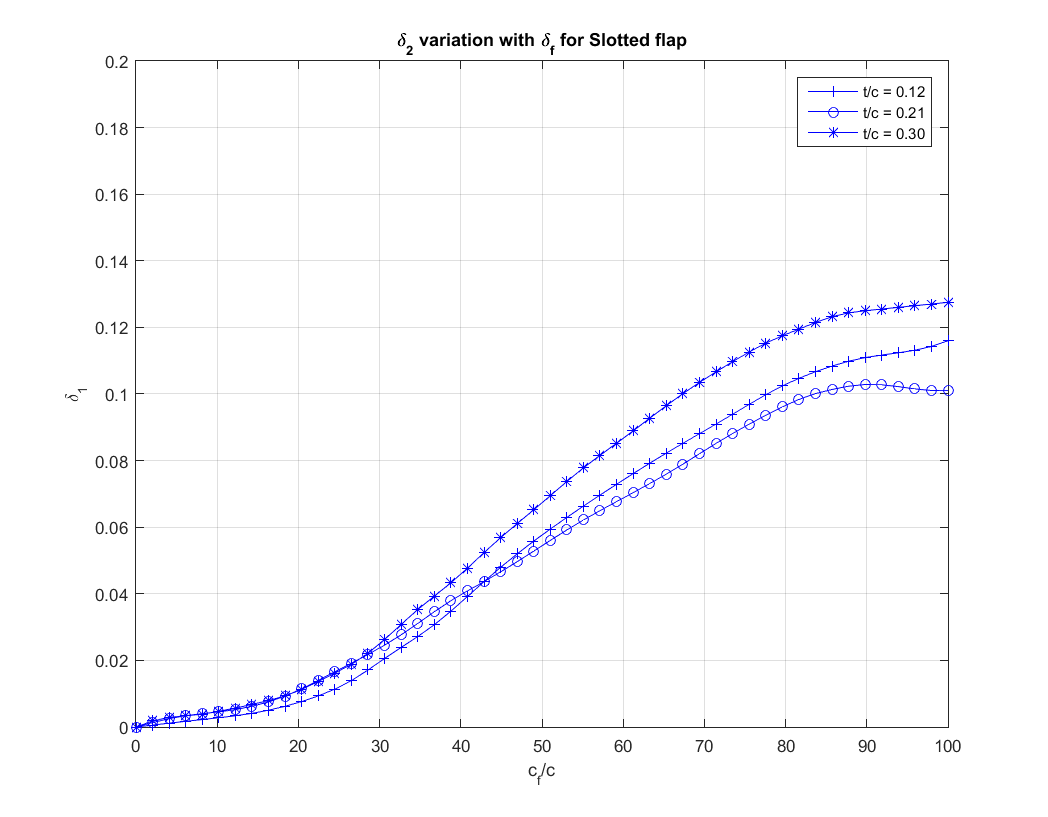 δ₂ variation with δf for Slotted flap
t/c = 0.12
t/c = 0.21
t/c = 0.30
0.2
0.18
0.16
0.14
0.12
0.1
0.08
0.06
0.04
0.02
0
δ₁
0 10 20 30 40 50 60 70 80 90 100
cf/c